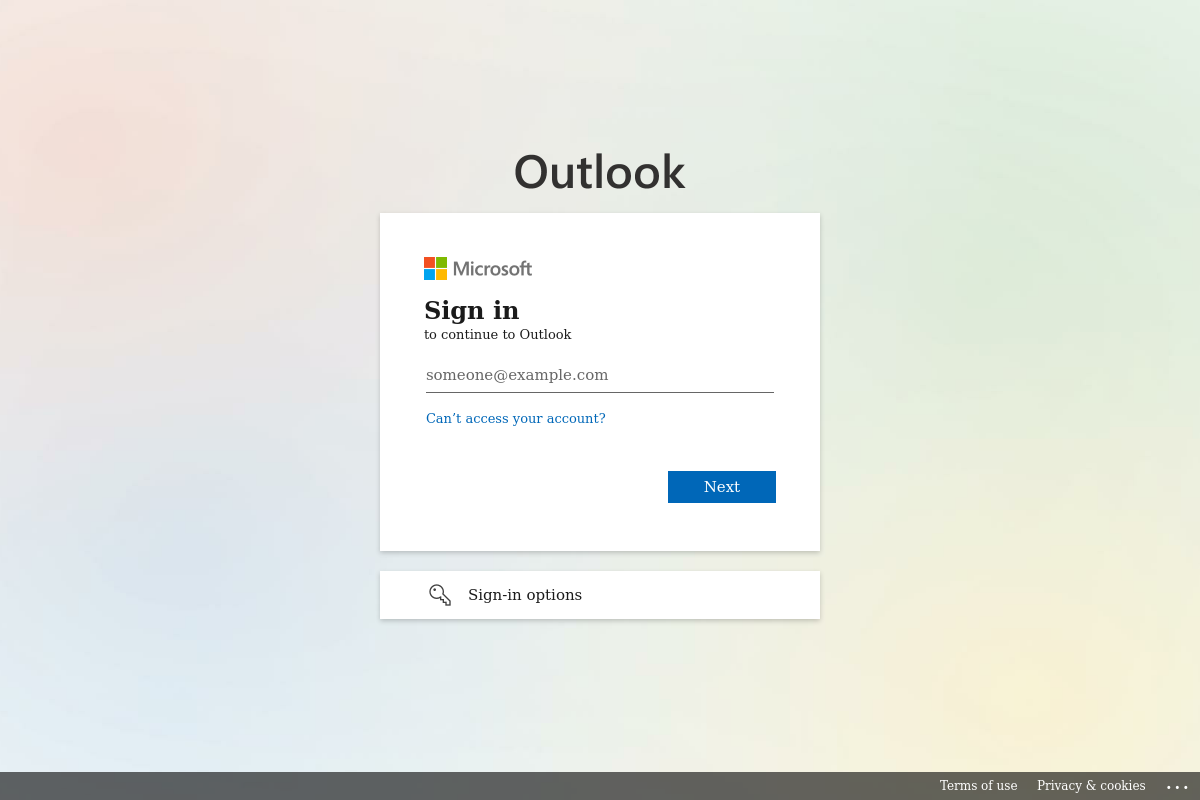 Outlook
Microsoft
Sign in
to continue to Outlook
someone@example.com
Can’t access your account?
Next
Sign-in options
Terms of use Privacy & cookies ...